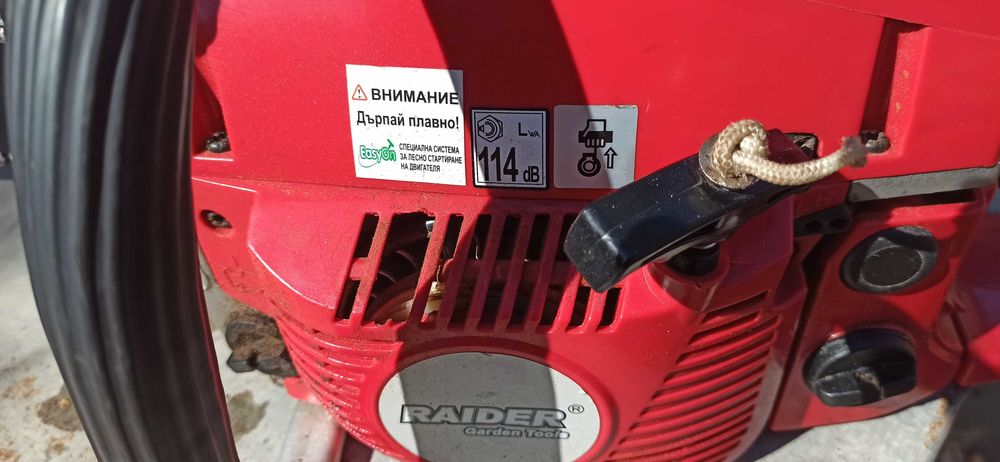 ВНИМАНИЕ
Дърпай плавно!
EasyOn
СПЕЦИАЛНА СИСТЕМА
ЗА ЛЕСНО СТАРТИРАНЕ
НА ДВИГАТЕЛЯ
LWA
114 dB
RAIDER®
Garden Tools